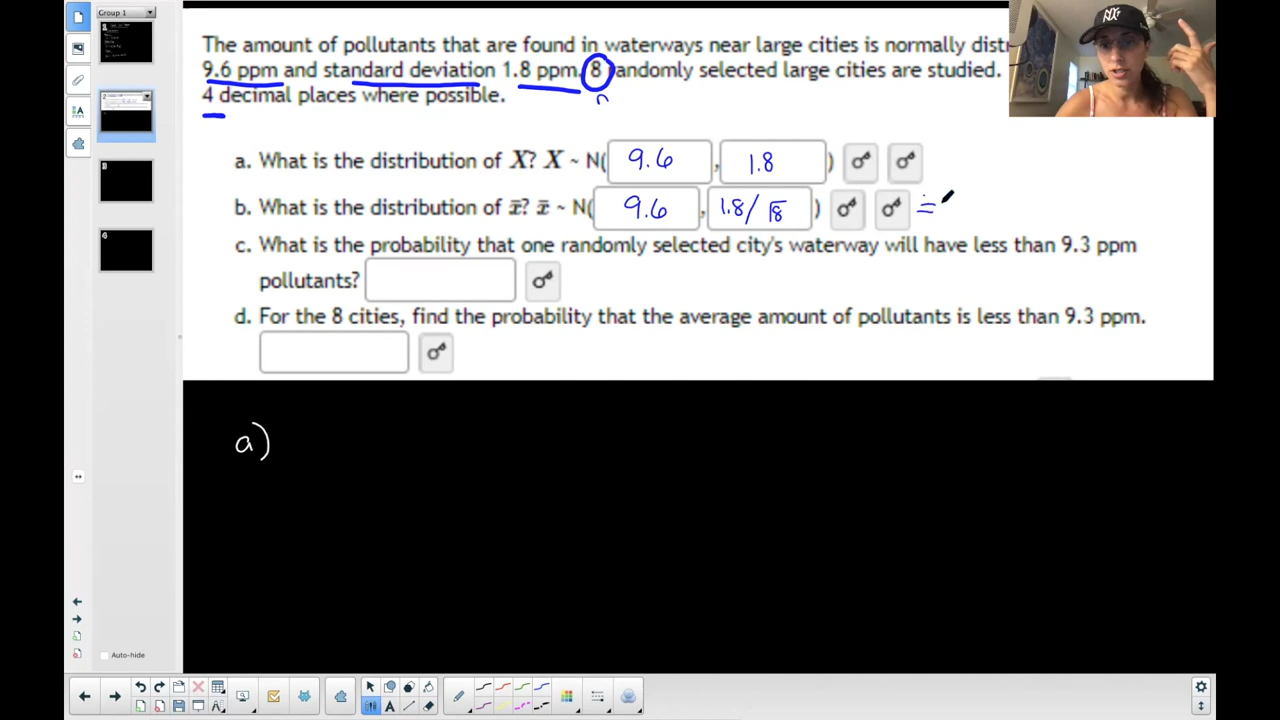 Group 1
The amount of pollutants that are found in waterways near large cities is normally distr
9.6 ppm and standard deviation 1.8 ppm. 8 randomly selected large cities are studied.
n
4 decimal places where possible.
a. What is the distribution of X? X ~ N( 9.6 , 1.8 )
b. What is the distribution of x̄? x̄ ~ N( 9.6 , 1.8/√8 ) ≐
c. What is the probability that one randomly selected city's waterway will have less than 9.3 ppm
pollutants?
d. For the 8 cities, find the probability that the average amount of pollutants is less than 9.3 ppm.
a)
Auto-hide